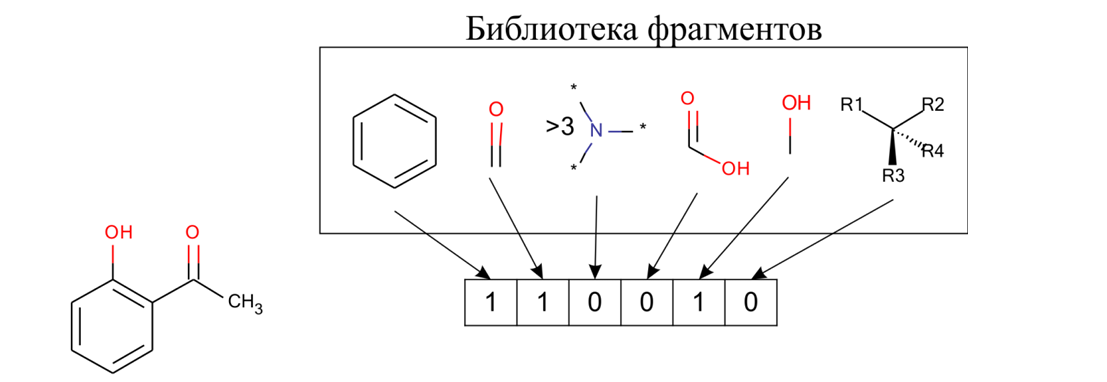 Библиотека фрагментов
O
>3
*
N
*
*
O
OH
OH
R1
R2
R4
R3
OH
O
CH3
1 1 0 0 1 0